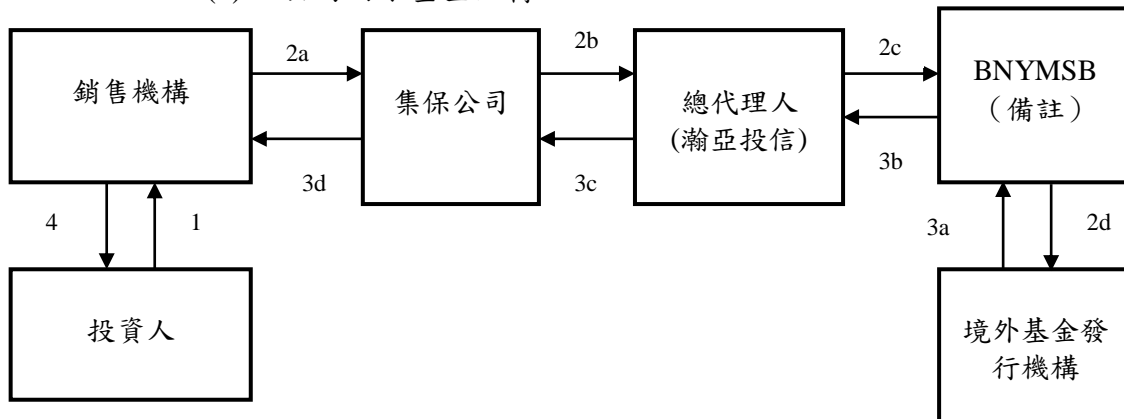 2a
2b
2c
銷售機構
集保公司
總代理人
(瀚亞投信)
BNYMSB
（備註）
3d
3c
3b
4
1
3a
2d
投資人
境外基金發
行機構